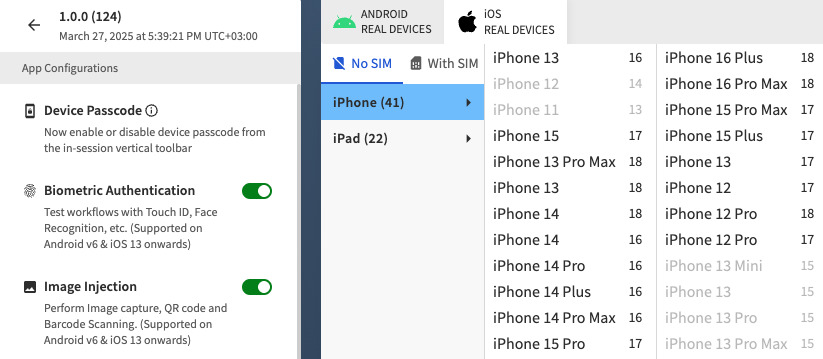 1.0.0 (124)
March 27, 2025 at 5:39:21 PM UTC+03:00
App Configurations
Device Passcode
Now enable or disable device passcode from
the in-session vertical toolbar
Biometric Authentication
Test workflows with Touch ID, Face
Recognition, etc. (Supported on
Android v6 & iOS 13 onwards)
Image Injection
Perform Image capture, QR code and
Barcode Scanning. (Supported on
Android v6 & iOS 13 onwards)
ANDROID
REAL DEVICES
iOS
REAL DEVICES
No SIM
With SIM
iPhone (41)
iPad (22)
iPhone 13 16
iPhone 12 14
iPhone 11 13
iPhone 15 17
iPhone 13 Pro Max 18
iPhone 13 18
iPhone 14 18
iPhone 14 16
iPhone 14 Pro 16
iPhone 14 Plus 16
iPhone 14 Pro Max 16
iPhone 15 Pro 17
iPhone 16 Plus 18
iPhone 16 Pro Max 18
iPhone 15 Pro Max 17
iPhone 15 Plus 17
iPhone 13 17
iPhone 12 17
iPhone 12 Pro 18
iPhone 12 Pro 17
iPhone 13 Mini 15
iPhone 13 15
iPhone 13 Pro 15
iPhone 13 Pro Max 15